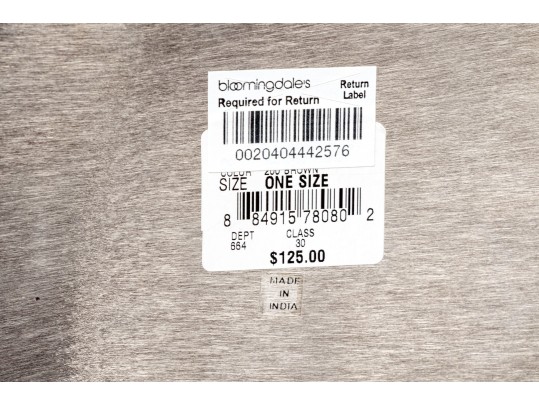 bloomingdale's Return
Required for Return Label
0020404442576
COLOR 200 BROWN
SIZE ONE SIZE
8 84915 78080 2
DEPT CLASS
664 30
$125.00
MADE
IN
INDIA